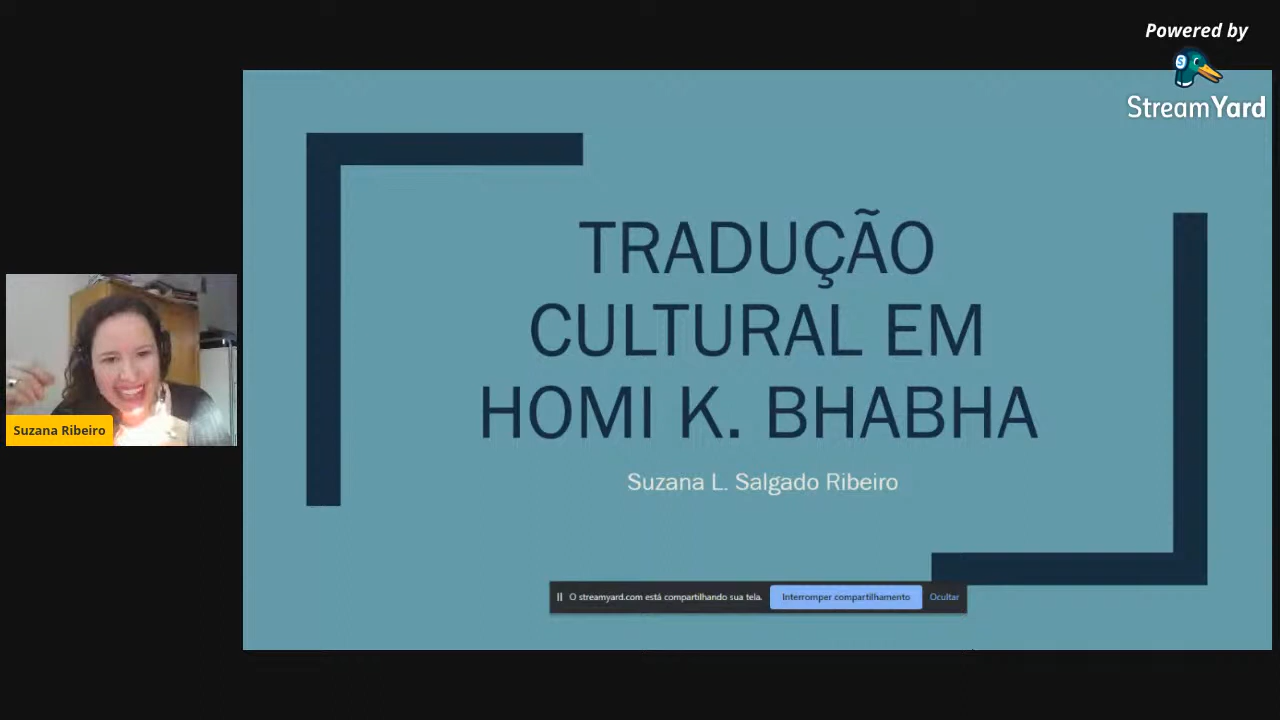 Powered by
StreamYard
TRADUÇÃO
CULTURAL EM
HOMI K. BHABHA
Suzana L. Salgado Ribeiro
Suzana Ribeiro
O streamyard.com está compartilhando sua tela. Interromper compartilhamento Ocultar